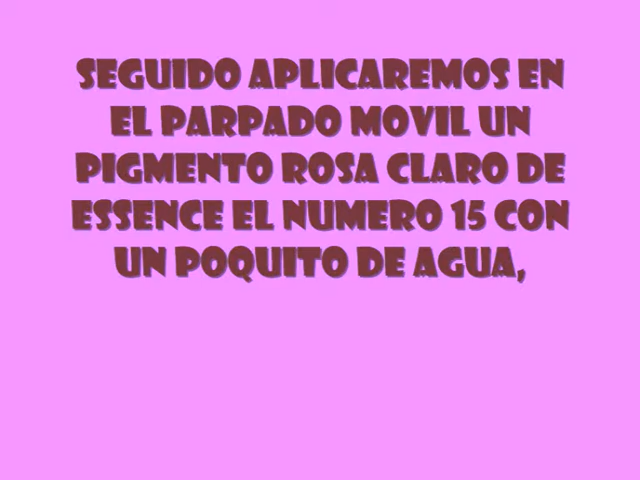 SEGUIDO APLICAREMOS EN
EL PARPADO MOVIL UN
PIGMENTO ROSA CLARO DE
ESSENCE EL NUMERO 15 CON
UN POQUITO DE AGUA,